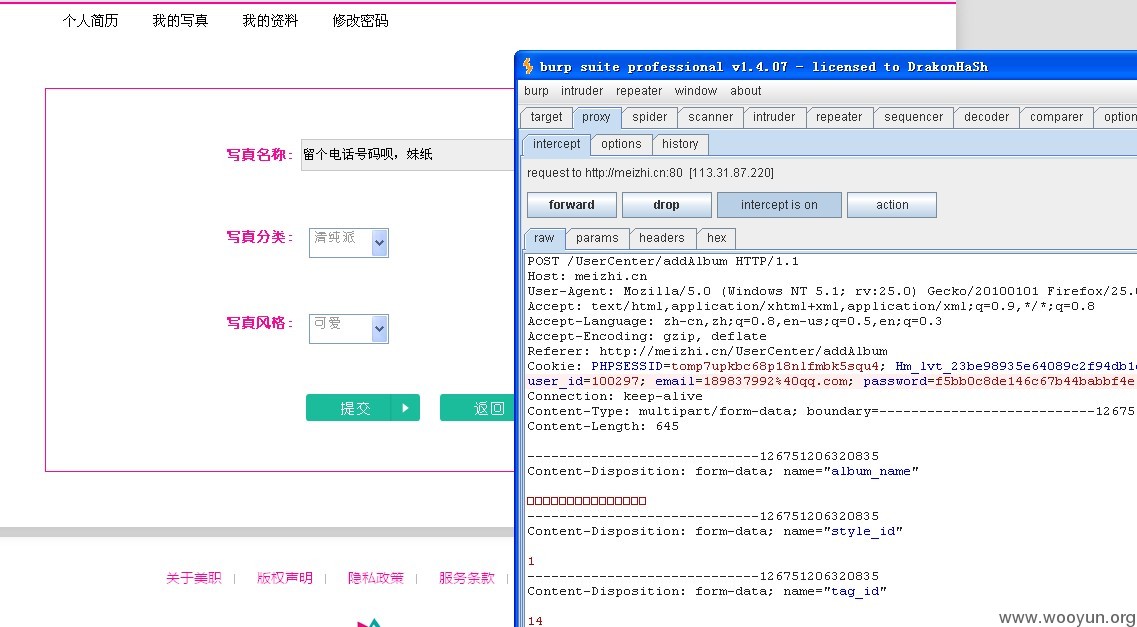 个人简历 我的写真 我的资料 修改密码
写真名称： 留个电话号码呗，妹纸
写真分类： 清纯派
写真风格： 可爱
提交 返回
关于美职 | 版权声明 | 隐私政策 | 服务条款 |
burp suite professional v1.4.07 - licensed to DrakonHaSh
burp intruder repeater window about
target proxy spider scanner intruder repeater sequencer decoder comparer option
intercept options history
request to http://meizhi.cn:80 [113.31.87.220]
forward drop intercept is on action
raw params headers hex
POST /UserCenter/addAlbum HTTP/1.1
Host: meizhi.cn
User-Agent: Mozilla/5.0 (Windows NT 5.1; rv:25.0) Gecko/20100101 Firefox/25.0
Accept: text/html,application/xhtml+xml,application/xml;q=0.9,*/*;q=0.8
Accept-Language: zh-cn,zh;q=0.8,en-us;q=0.5,en;q=0.3
Accept-Encoding: gzip, deflate
Referer: http://meizhi.cn/UserCenter/addAlbum
Cookie: PHPSESSID=tomp7upkbc68p18nlfmbk5squ4; Hm_lvt_23be98935e64089c2f94db1
user_id=100297; email=189837992%40qq.com; password=f5bb0c8de146c67b44babbf4e
Connection: keep-alive
Content-Type: multipart/form-data; boundary=---------------------------12675
Content-Length: 645
-----------------------------126751206320835
Content-Disposition: form-data; name="album_name"
□□□□□□□□□□□□□□□
-----------------------------126751206320835
Content-Disposition: form-data; name="style_id"
1
-----------------------------126751206320835
Content-Disposition: form-data; name="tag_id"
14
www.wooyun.org